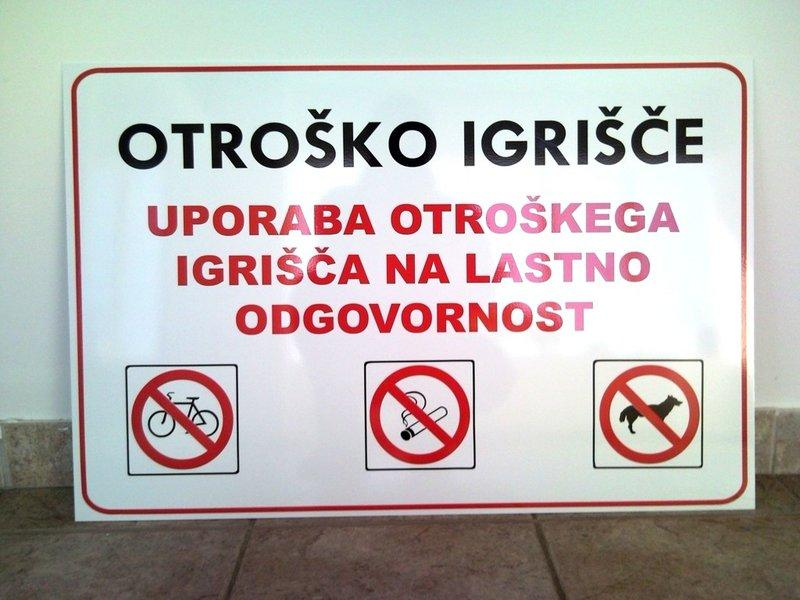 OTROŠKO IGRIŠČE
UPORABA OTROŠKEGA
IGRIŠČA NA LASTNO
ODGOVORNOST